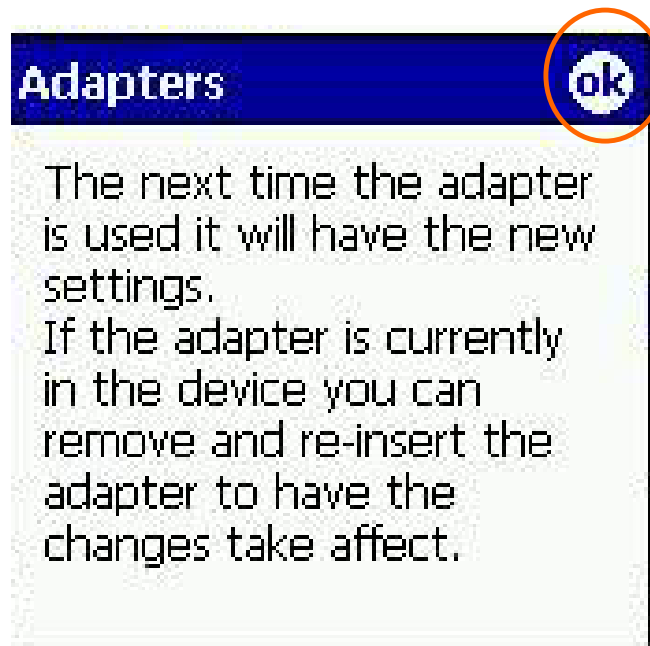 Adapters ok
The next time the adapter
is used it will have the new
settings.
If the adapter is currently
in the device you can
remove and re-insert the
adapter to have the
changes take affect.